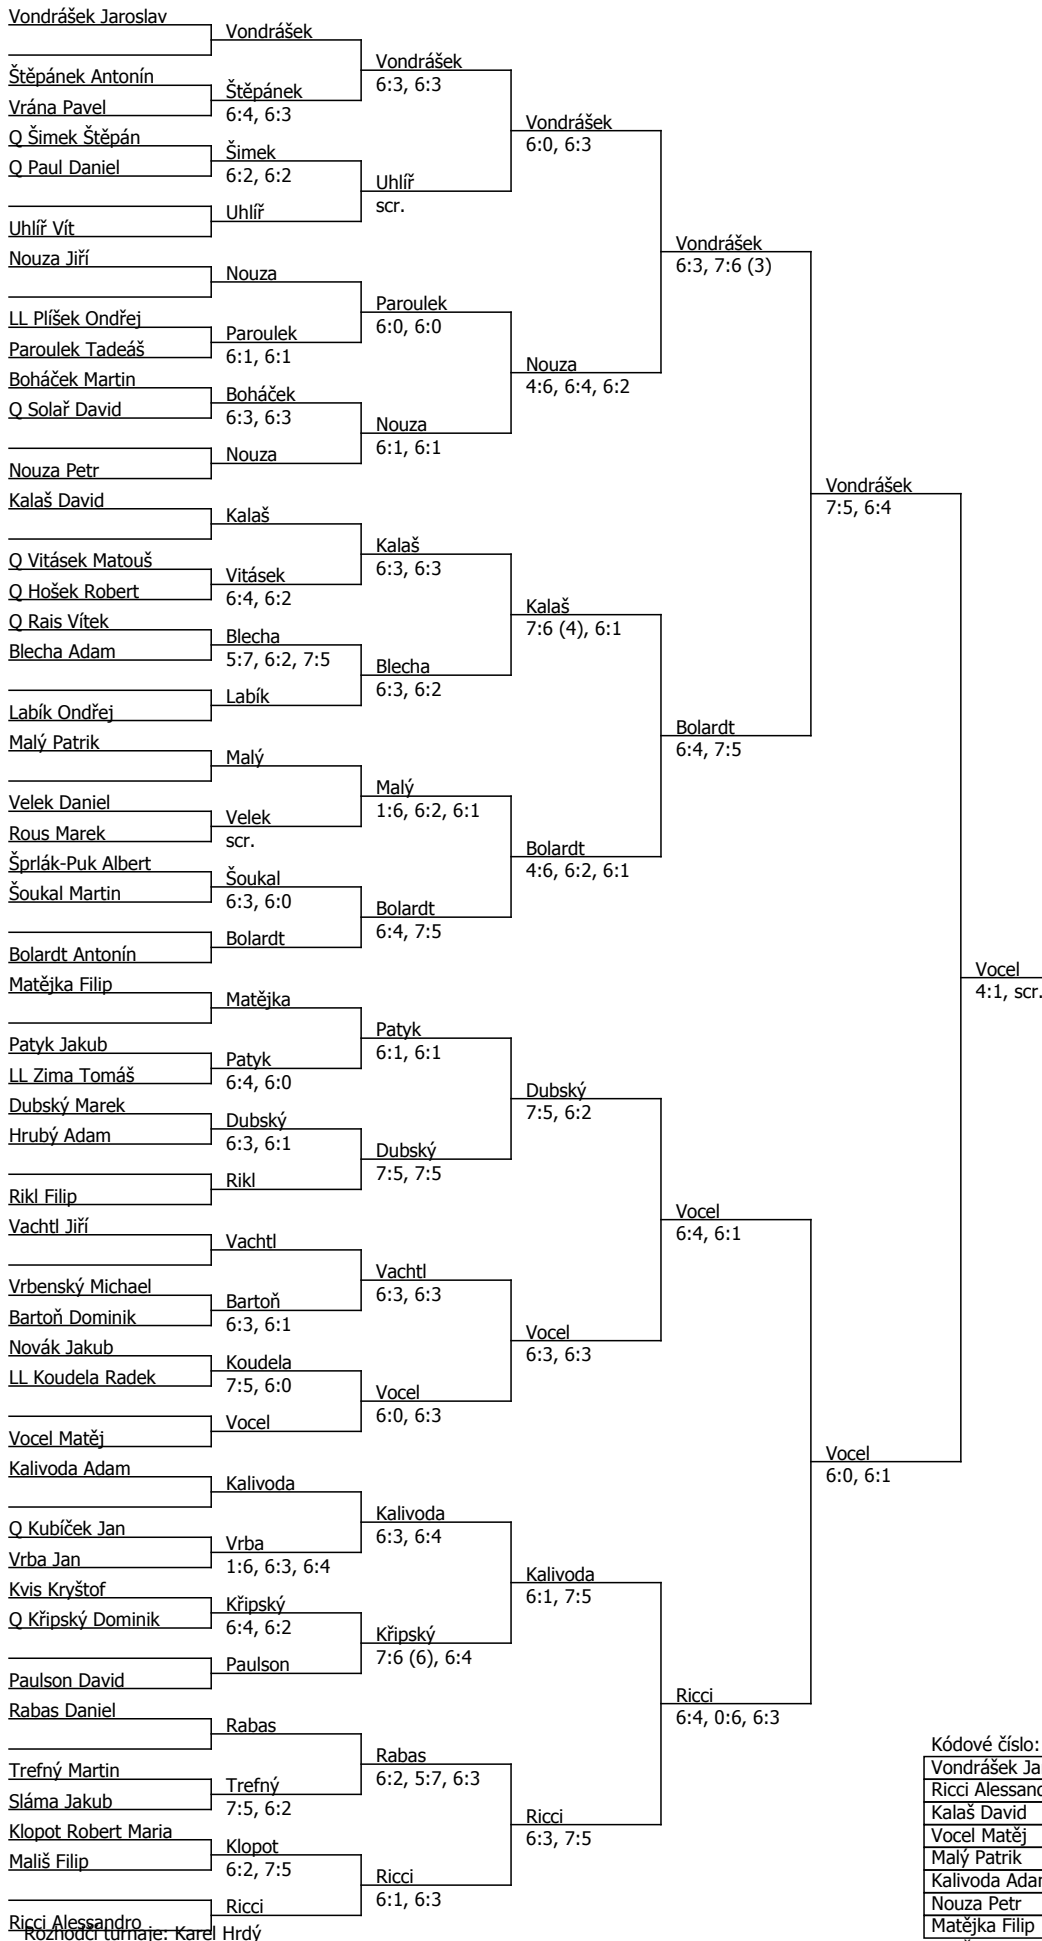 Vondrášek Jaroslav
Štěpánek Antonín
Vrána Pavel
Q Šimek Štěpán
Q Paul Daniel
Uhlíř Vít
Nouza Jiří
LL Plíšek Ondřej
Paroulek Tadeáš
Boháček Martin
Q Solař David
Nouza Petr
Kalaš David
Q Vitásek Matouš
Q Hošek Robert
Q Rais Vítek
Blecha Adam
Labík Ondřej
Malý Patrik
Velek Daniel
Rous Marek
Šprlák-Puk Albert
Šoukal Martin
Bolardt Antonín
Matějka Filip
Patyk Jakub
LL Zima Tomáš
Dubský Marek
Hrubý Adam
Rikl Filip
Vachtl Jiří
Vrbenský Michael
Bartoň Dominik
Novák Jakub
LL Koudela Radek
Vocel Matěj
Kalivoda Adam
Q Kubíček Jan
Vrba Jan
Kvis Kryštof
Q Křipský Dominik
Paulson David
Rabas Daniel
Trefný Martin
Sláma Jakub
Klopot Robert Maria
Mališ Filip
Ricci Alessandro
Rozhodčí turnaje: Karel Hrdý
Vondrášek
Štěpánek
6:4, 6:3
Šimek
6:2, 6:2
Uhlíř
Nouza
Paroulek
6:1, 6:1
Boháček
6:3, 6:3
Nouza
Kalaš
Vitásek
6:4, 6:2
Blecha
5:7, 6:2, 7:5
Labík
Malý
Velek
scr.
Šoukal
6:3, 6:0
Bolardt
Matějka
Patyk
6:4, 6:0
Dubský
6:3, 6:1
Rikl
Vachtl
Bartoň
6:3, 6:1
Koudela
7:5, 6:0
Vocel
Kalivoda
Vrba
1:6, 6:3, 6:4
Křipský
6:4, 6:2
Paulson
Rabas
Trefný
7:5, 6:2
Klopot
6:2, 7:5
Ricci
Vondrášek
6:3, 6:3
Uhlíř
scr.
Paroulek
6:0, 6:0
Nouza
6:1, 6:1
Kalaš
6:3, 6:3
Blecha
6:3, 6:2
Malý
1:6, 6:2, 6:1
Bolardt
6:4, 7:5
Patyk
6:1, 6:1
Dubský
7:5, 7:5
Vachtl
6:3, 6:3
Vocel
6:0, 6:3
Kalivoda
6:3, 6:4
Křipský
7:6 (6), 6:4
Rabas
6:2, 5:7, 6:3
Ricci
6:1, 6:3
Vondrášek
6:0, 6:3
Nouza
4:6, 6:4, 6:2
Kalaš
7:6 (4), 6:1
Bolardt
4:6, 6:2, 6:1
Dubský
7:5, 6:2
Vocel
6:3, 6:3
Kalivoda
6:1, 7:5
Ricci
6:3, 7:5
Vondrášek
6:3, 7:6 (3)
Bolardt
6:4, 7:5
Vocel
6:4, 6:1
Ricci
6:4, 0:6, 6:3
Vondrášek
7:5, 6:4
Vocel
6:0, 6:1
Vocel
4:1, scr.
Kódové číslo:
Vondrášek Ja
Ricci Alessan
Kalaš David
Vocel Matěj
Malý Patrik
Kalivoda Ada
Nouza Petr
Matějka Filip